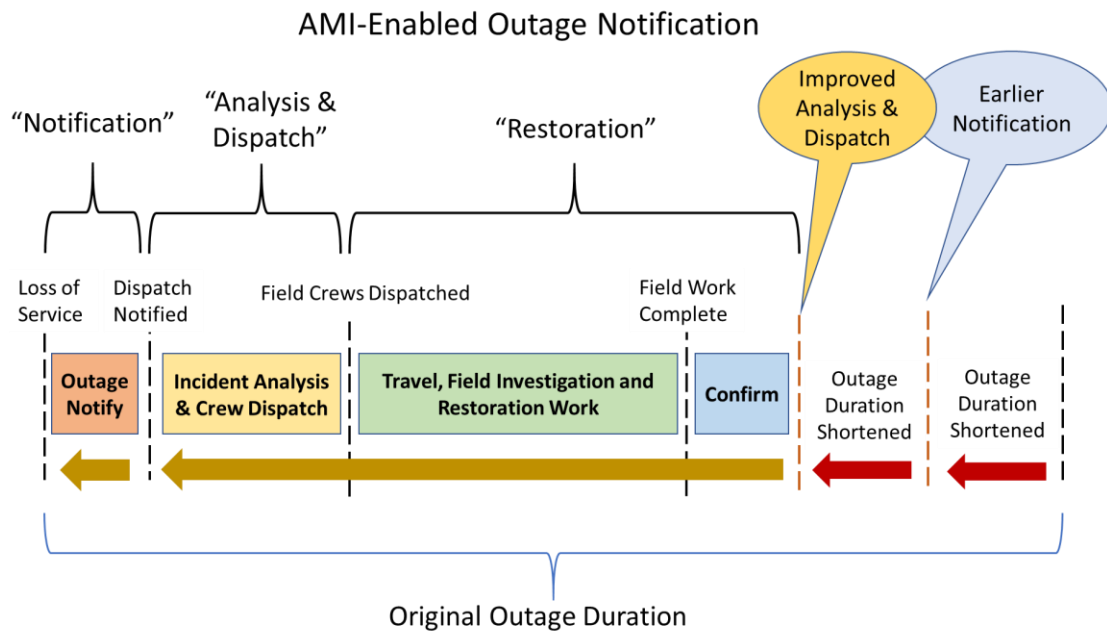 AMI-Enabled Outage Notification
“Notification”
“Analysis &
Dispatch”
“Restoration”
Improved
Analysis &
Dispatch
Earlier
Notification
Loss of
Service
Dispatch
Notified
Field Crews Dispatched
Field Work
Complete
Outage
Notify
Incident Analysis
& Crew Dispatch
Travel, Field Investigation and
Restoration Work
Confirm
Outage
Duration
Shortened
Outage
Duration
Shortened
Original Outage Duration